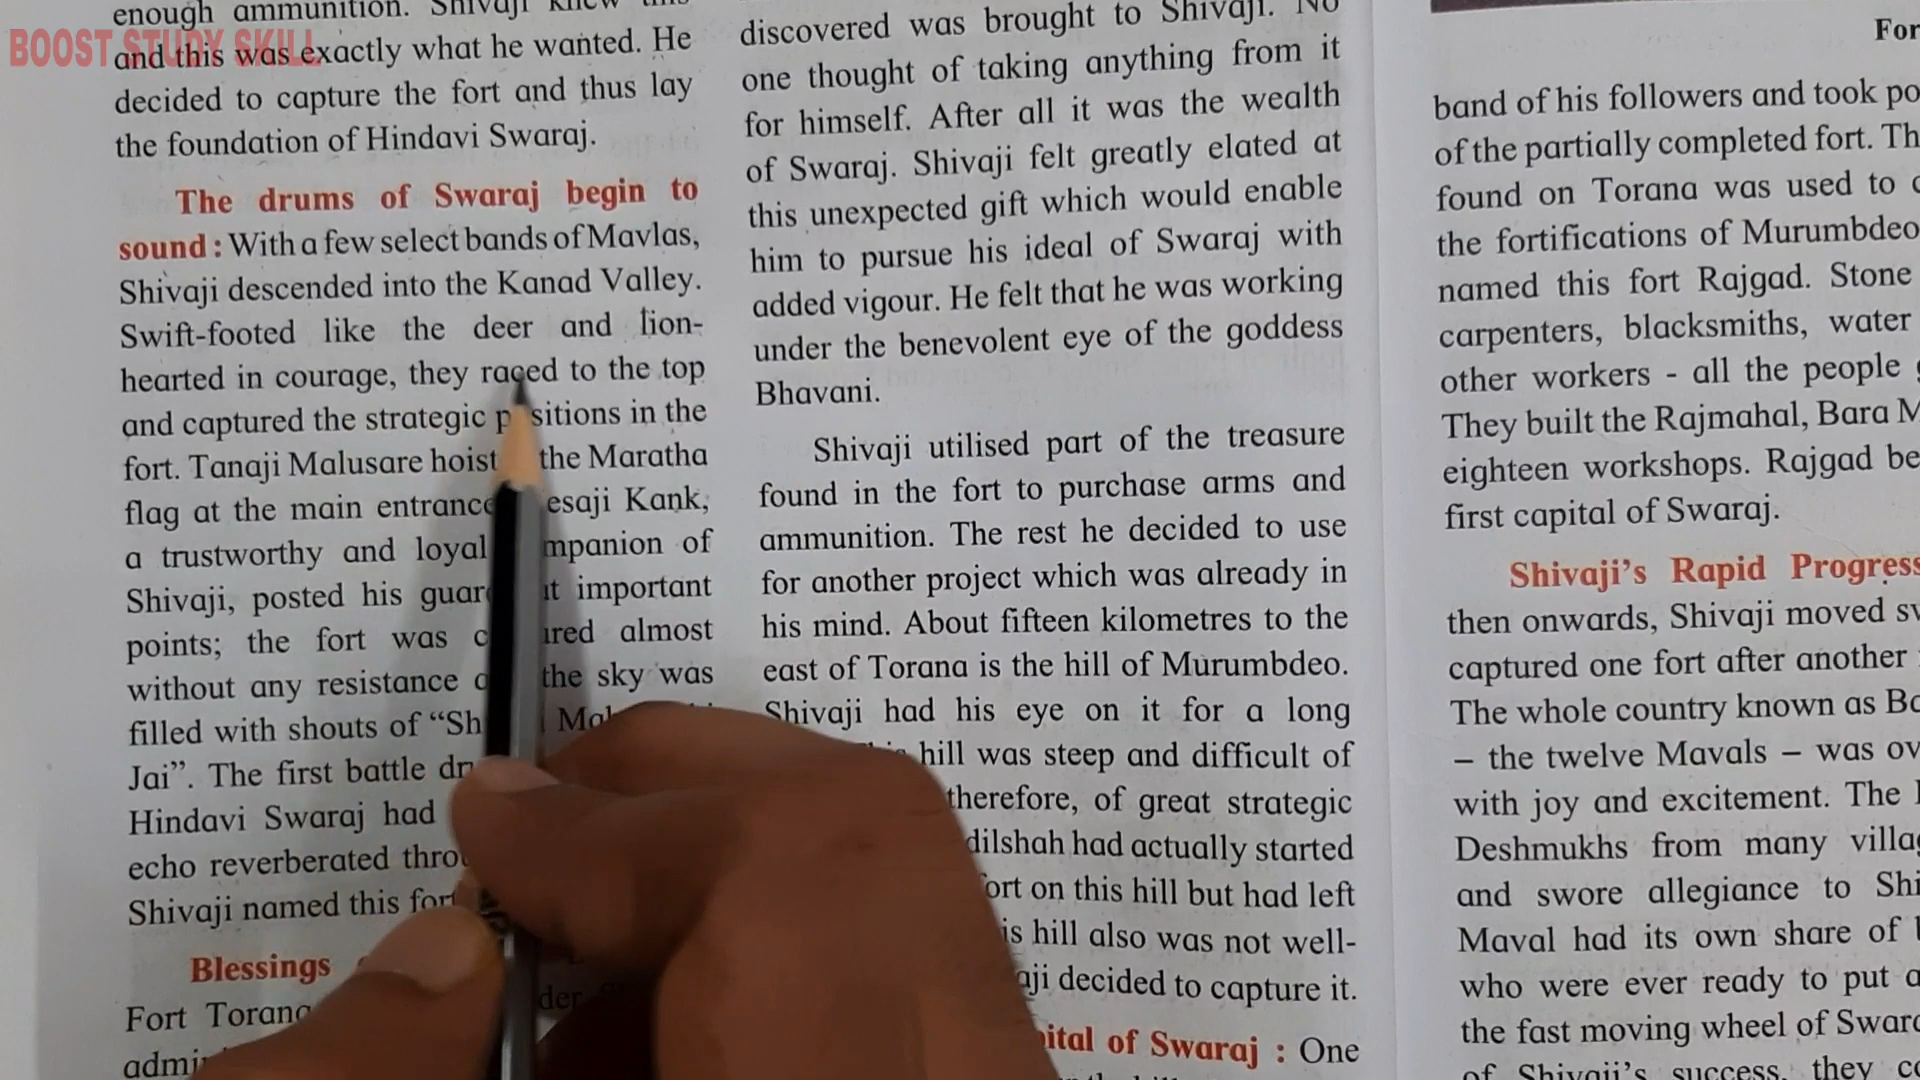 BOOST STUDY SKILL
enough ammunition. Shivaji knew this
and this was exactly what he wanted. He
decided to capture the fort and thus lay
the foundation of Hindavi Swaraj.
The drums of Swaraj begin to
sound : With a few select bands of Mavlas,
Shivaji descended into the Kanad Valley.
Swift-footed like the deer and lion-
hearted in courage, they raced to the top
and captured the strategic positions in the
fort. Tanaji Malusare the Maratha
flag at the main entrance esaji Kank,
a trustworthy and loyal mpanion of
Shivaji, posted his important
points; the fort was almost
without any resistance the sky was
filled with shouts of “Sh
Jai”. The first battle
Hindavi Swaraj had
echo reverberated
Shivaji named this
Blessings
Fort
discovered was brought to Shivaji. No
one thought of taking anything from it
for himself. After all it was the wealth
of Swaraj. Shivaji felt greatly elated at
this unexpected gift which would enable
him to pursue his ideal of Swaraj with
added vigour. He felt that he was working
under the benevolent eye of the goddess
Bhavani.
Shivaji utilised part of the treasure
found in the fort to purchase arms and
ammunition. The rest he decided to use
for another project which was already in
his mind. About fifteen kilometres to the
east of Torana is the hill of Murumbdeo.
Shivaji had his eye on it for a long
hill was steep and difficult of
therefore, of great strategic
dilshah had actually started
ort on this hill but had left
is hill also was not well-
aji decided to capture it.
ital of Swaraj : One
For
band of his followers and took po
of the partially completed fort. Th
found on Torana was used to
the fortifications of Murumbdeo
named this fort Rajgad. Stone
carpenters, blacksmiths, water
other workers - all the people
They built the Rajmahal, Bara M
eighteen workshops. Rajgad be
first capital of Swaraj.
Shivaji’s Rapid Progress
then onwards, Shivaji moved sw
captured one fort after another
The whole country known as Ba
– the twelve Mavals – was ov
with joy and excitement. The
Deshmukhs from many villag
and swore allegiance to Shi
Maval had its own share of
who were ever ready to put a
the fast moving wheel of Swara
of Shivaji’s success, they co